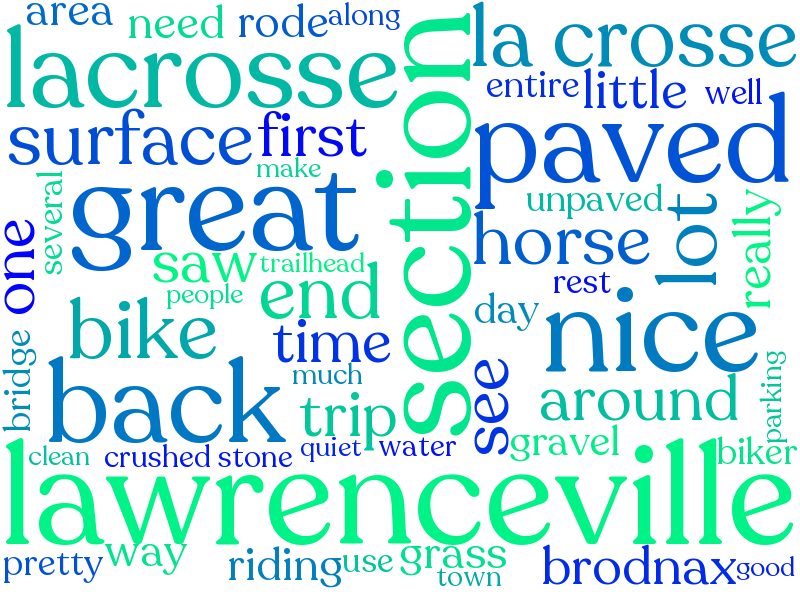 area need rode along
lacrosse
section
la crosse
entire little well
surface first
paved
make
great
several
unpaved
lot
really
one
saw trailhead
horse
people
end
rest
bike
time
day
nice
bridge
much
see
back
trip
around
parking
clean crushed stone quiet water
gravel
biker
lawrenceville
pretty way riding use grass
town
brodnax good